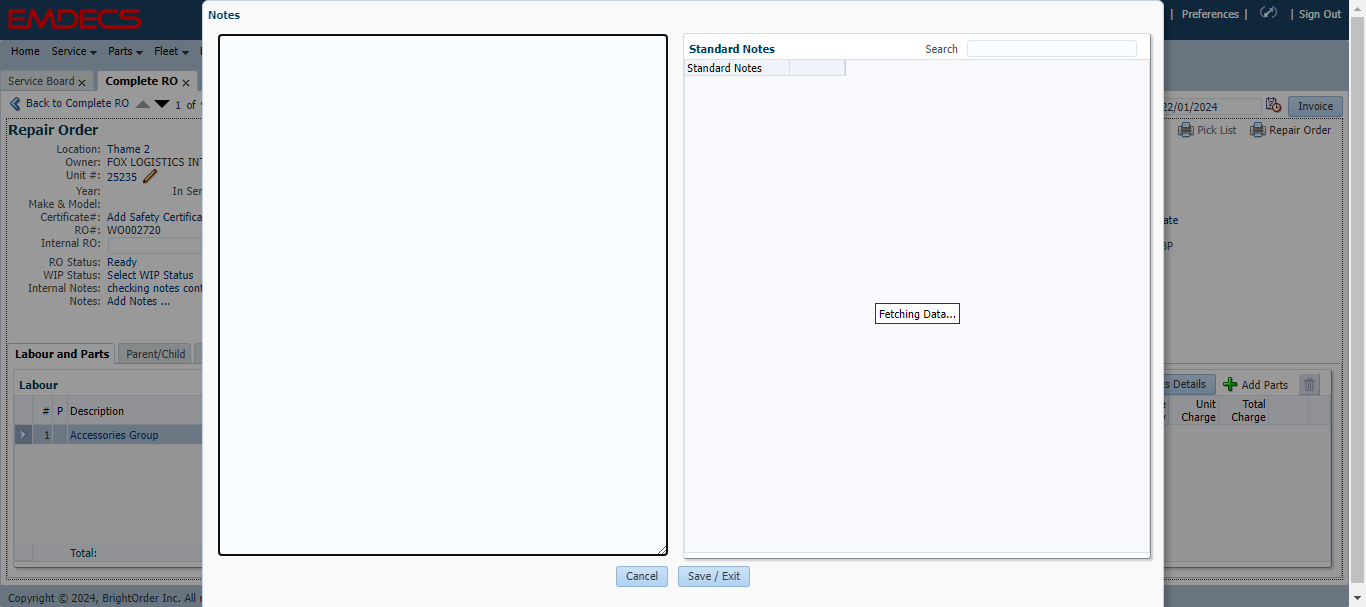 EMDECS
| Preferences | | Sign Out
Home Service Parts Fleet
Service Board x Complete RO x
Back to Complete RO 1 of
22/01/2024 Invoice
Repair Order
Pick List Repair Order
Location: Thame 2
Owner: FOX LOGISTICS INT
Unit #: 25235
Year: In Ser
Make & Model:
Certificate#: Add Safety Certifica
RO#: WO002720
Internal RO:
RO Status: Ready
WIP Status: Select WIP Status
Internal Notes: checking notes cont
Notes: Add Notes ...
ate
BP
Labour and Parts Parent/Child
Labour
# P Description
1 Accessories Group
Total:
s Details Add Parts
Unit Charge
Total Charge
Copyright © 2024, BrightOrder Inc. All
Notes
Standard Notes Search
Standard Notes
Fetching Data...
Cancel Save / Exit